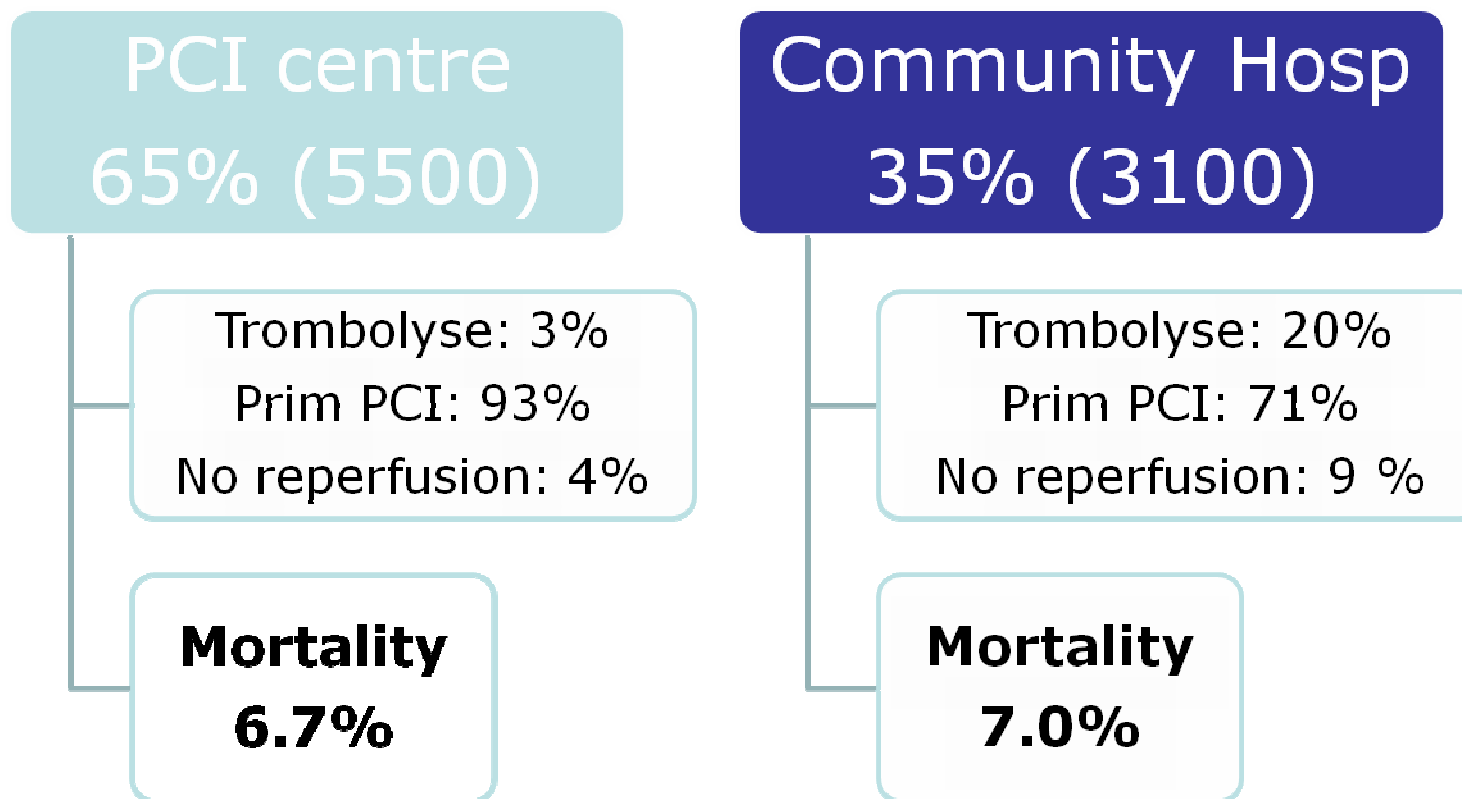 PCI centre
65% (5500)
Trombolyse: 3%
Prim PCI: 93%
No reperfusion: 4%
Mortality
6.7%
Community Hosp
35% (3100)
Trombolyse: 20%
Prim PCI: 71%
No reperfusion: 9 %
Mortality
7.0%